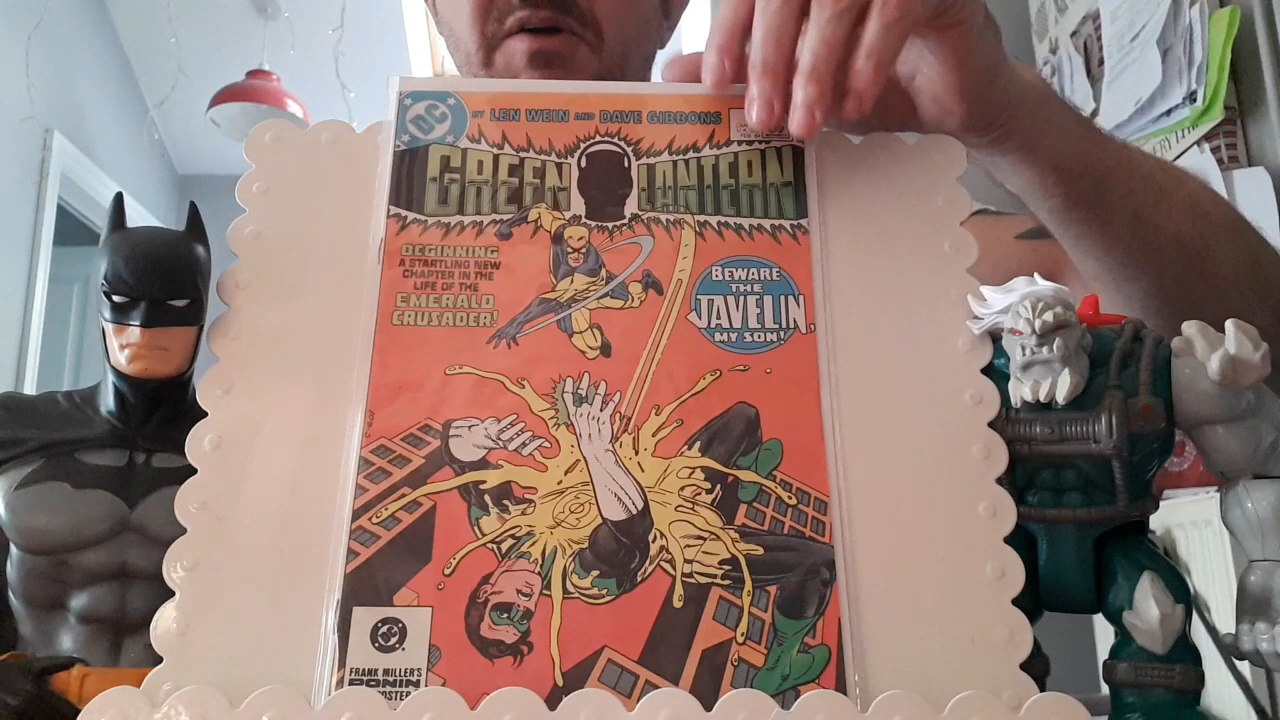 DC
BY LEN WEIN AND DAVE GIBBONS
GREEN LANTERN
BEGINNING
A STARTLING NEW
CHAPTER IN THE
LIFE OF THE
EMERALD
CRUSADER!
BEWARE
THE
JAVELIN,
MY SON!
DC
FRANK MILLER'S
RONIN